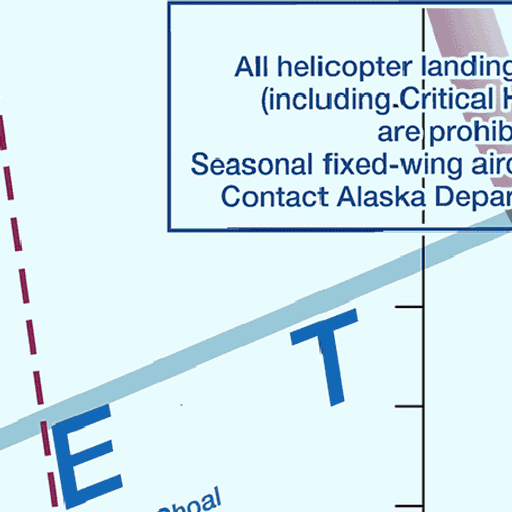 All helicopter landing
(including Critical H
are prohib
Seasonal fixed-wing airc
Contact Alaska Depar
T
E
Shoal